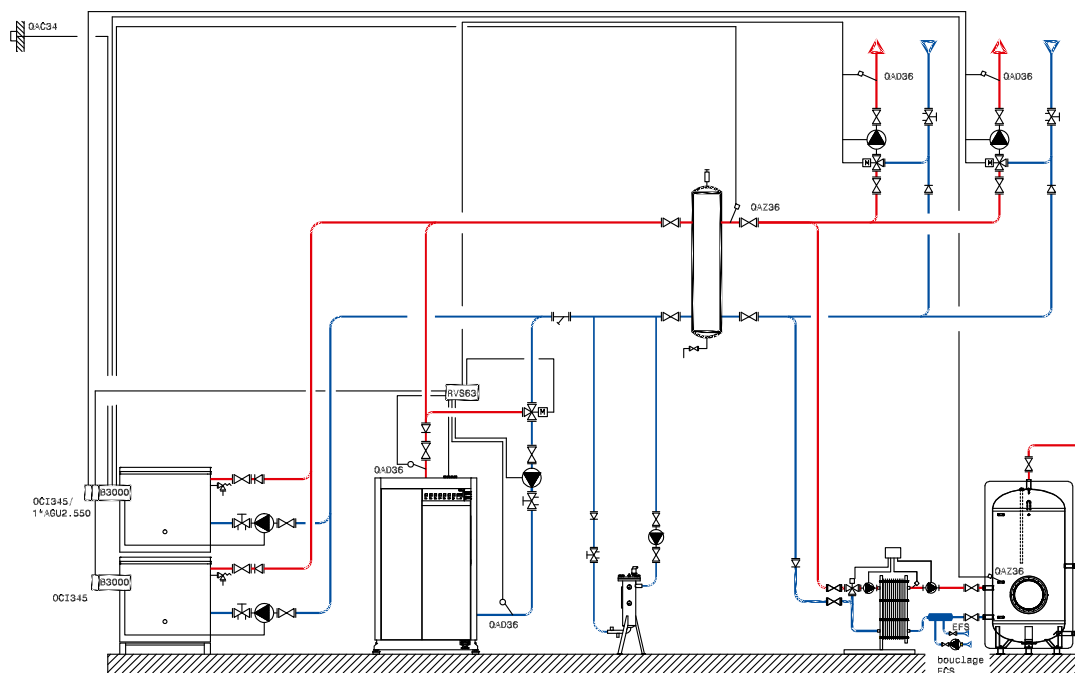 QAC34
QAD36
QAD36
QAZ36
RVS63
M
M
M
QAD36
OCI345/
1*AGU2.550
B3000
OCI345
B3000
QAD36
QAZ36
EFS
bouclage
ECS